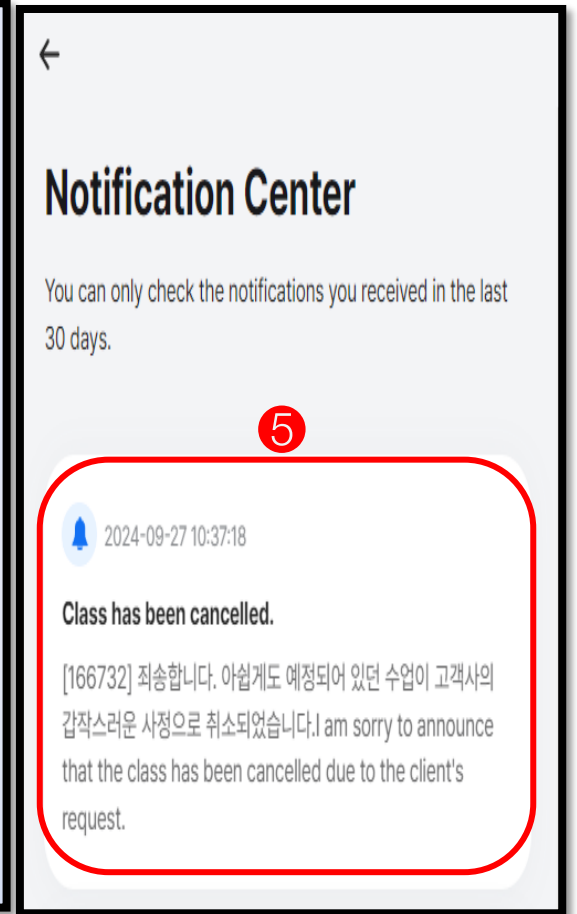 Notification Center
You can only check the notifications you received in the last
30 days.
5
2024-09-27 10:37:18
Class has been cancelled.
[166732] 죄송합니다. 아쉽게도 예정되어 있던 수업이 고객사의
갑작스러운 사정으로 취소되었습니다.I am sorry to announce
that the class has been cancelled due to the client's
request.